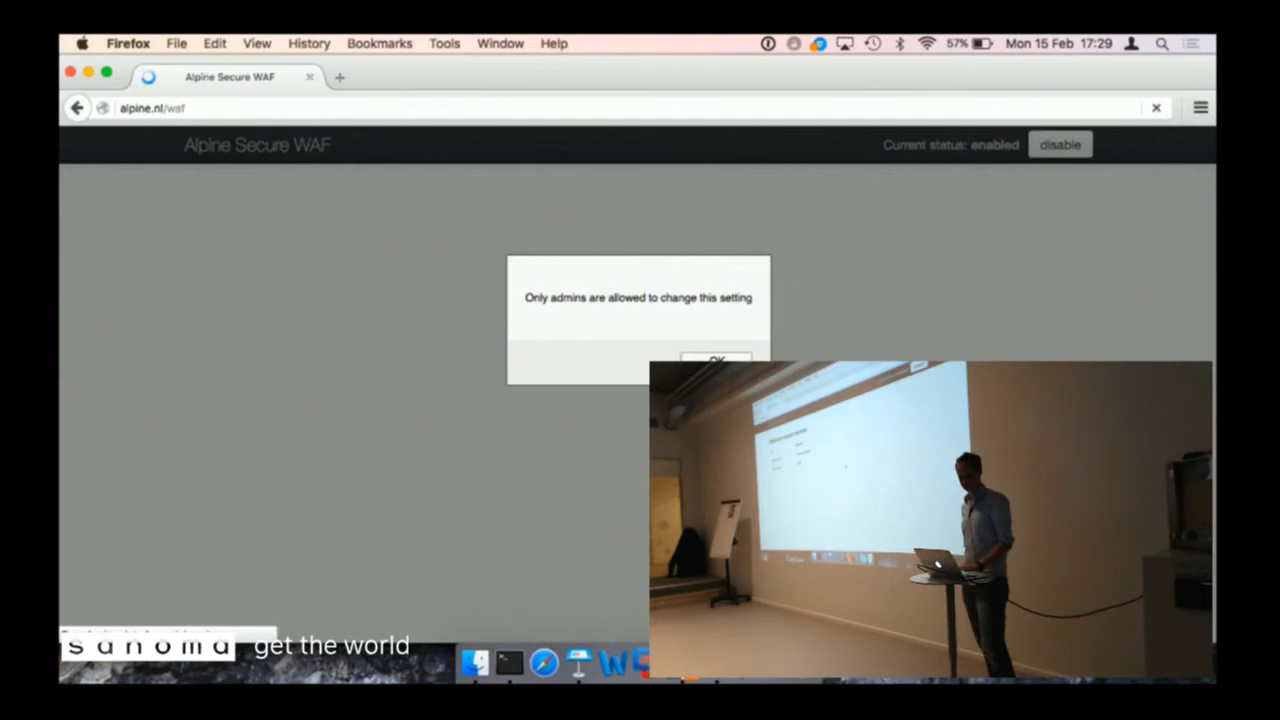 Firefox File Edit View History Bookmarks Tools Window Help 57% Mon 15 Feb 17:29
Alpine Secure WAF
alpine.nl/waf
Alpine Secure WAF Current status: enabled disable
Only admins are allowed to change this setting
OK
sanoma get the world